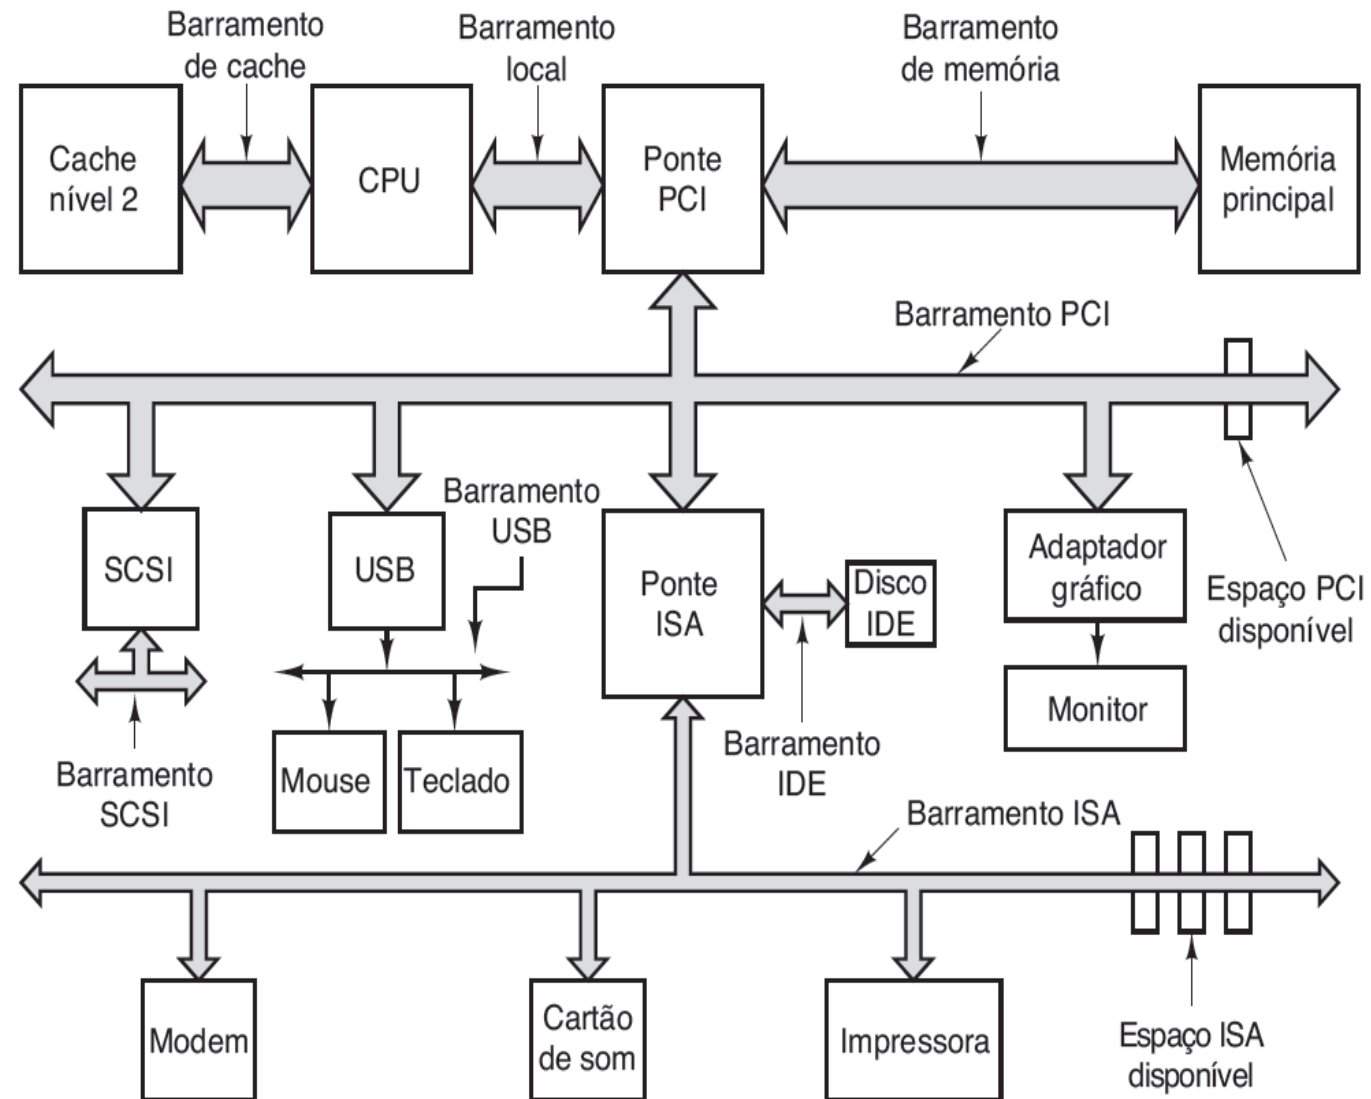 Barramento
de cache
Barramento
local
Barramento
de memória
Cache
nível 2
CPU
Ponte
PCI
Memória
principal
Barramento PCI
Barramento
USB
SCSI
USB
Ponte
ISA
Disco
IDE
Adaptador
gráfico
Espaço PCI
disponível
Monitor
Barramento
SCSI
Mouse
Teclado
Barramento
IDE
Barramento ISA
Modem
Cartão
de som
Impressora
Espaço ISA
disponível